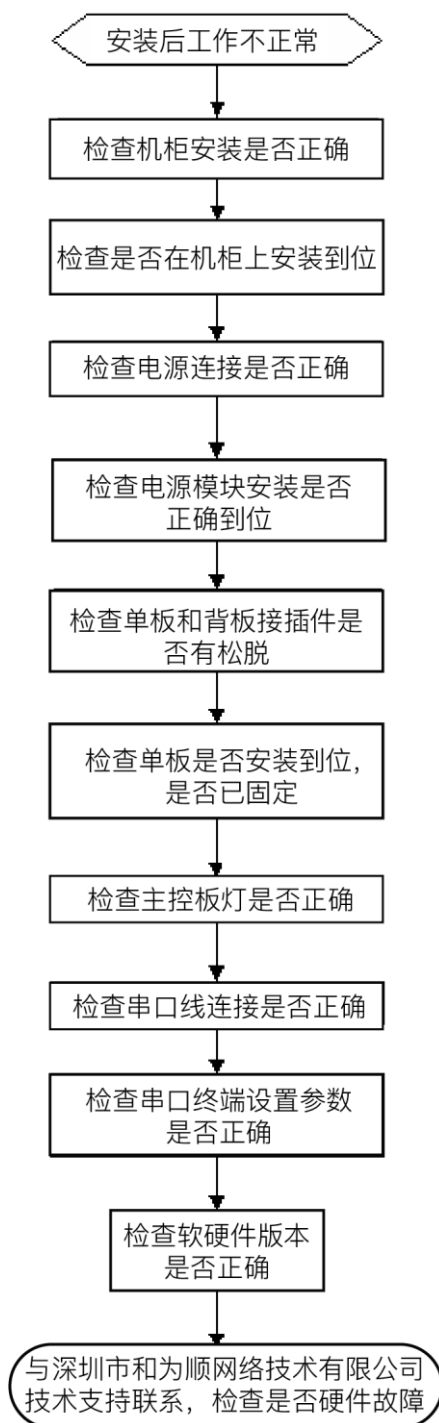 安装后工作不正常
检查机柜安装是否正确
检查是否在机柜上安装到位
检查电源连接是否正确
检查电源模块安装是否
正确到位
检查单板和背板接插件是
否有松脱
检查单板是否安装到位，
是否已固定
检查主控板灯是否正确
检查串口线连接是否正确
检查串口终端设置参数
是否正确
检查软硬件版本
是否正确
与深圳市和为顺网络技术有限公司
技术支持联系，检查是否硬件故障